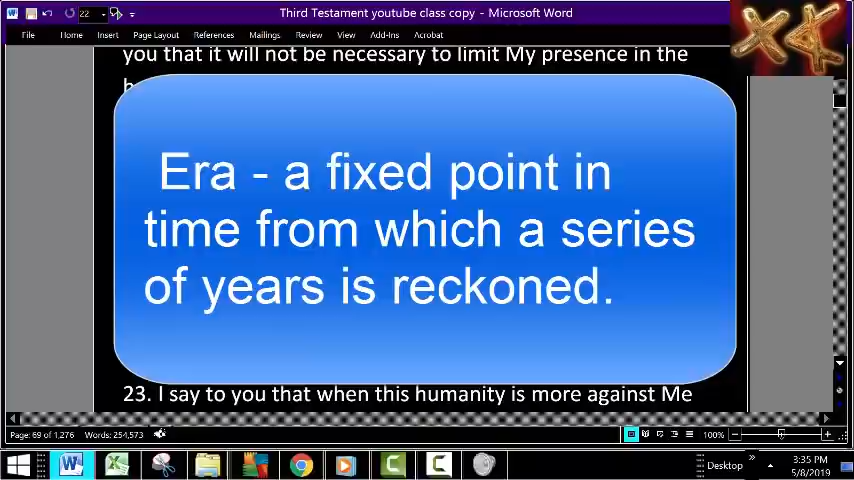 22
Third Testament youtube class copy - Microsoft Word
File Home Insert Page Layout References Mailings Review View Add-Ins Acrobat
you that it will not be necessary to limit My presence in the
Era - a fixed point in
time from which a series
of years is reckoned.
23. I say to you that when this humanity is more against Me
Page: 69 of 1,276 Words: 254,573 100%
Desktop
3:35 PM
5/8/2019